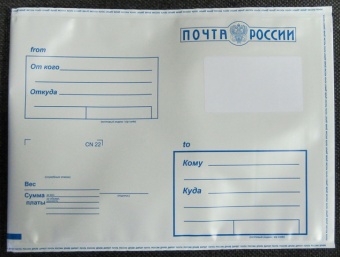 ПОЧТА РОССИИ
from
От кого
Откуда
CN 22
to
Кому
Куда
Вес
Сумма
платы